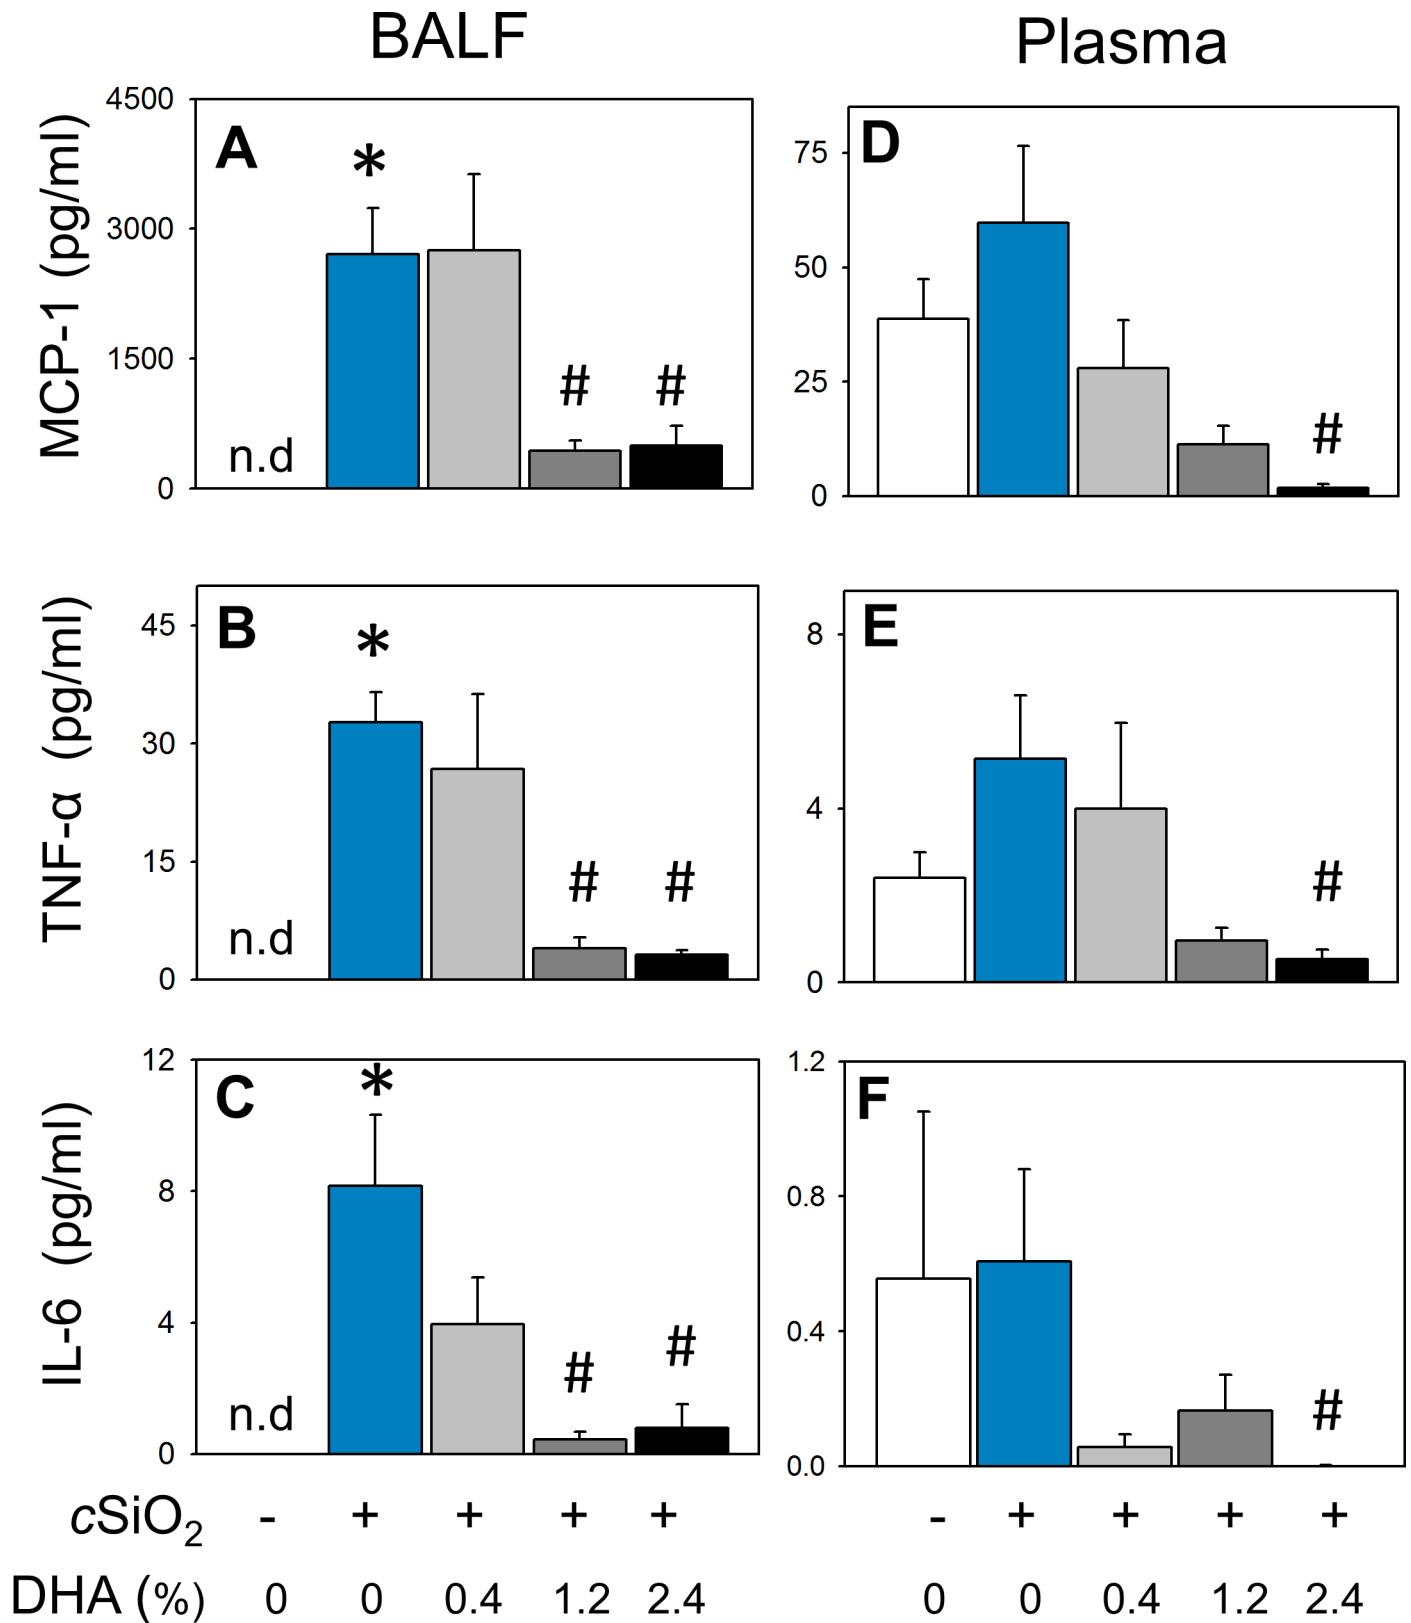 BALF
Plasma
MCP-1 (pg/ml)
4500
3000
1500
0
A
*
n.d
#
#
75
50
25
0
D
#
TNF-α (pg/ml)
45
30
15
0
B
*
n.d
#
#
8
4
0
E
#
IL-6 (pg/ml)
12
8
4
0
C
*
n.d
#
#
1.2
0.8
0.4
0.0
F
#
cSiO2 - + + + + - + + + +
DHA (%) 0 0 0.4 1.2 2.4 0 0 0.4 1.2 2.4